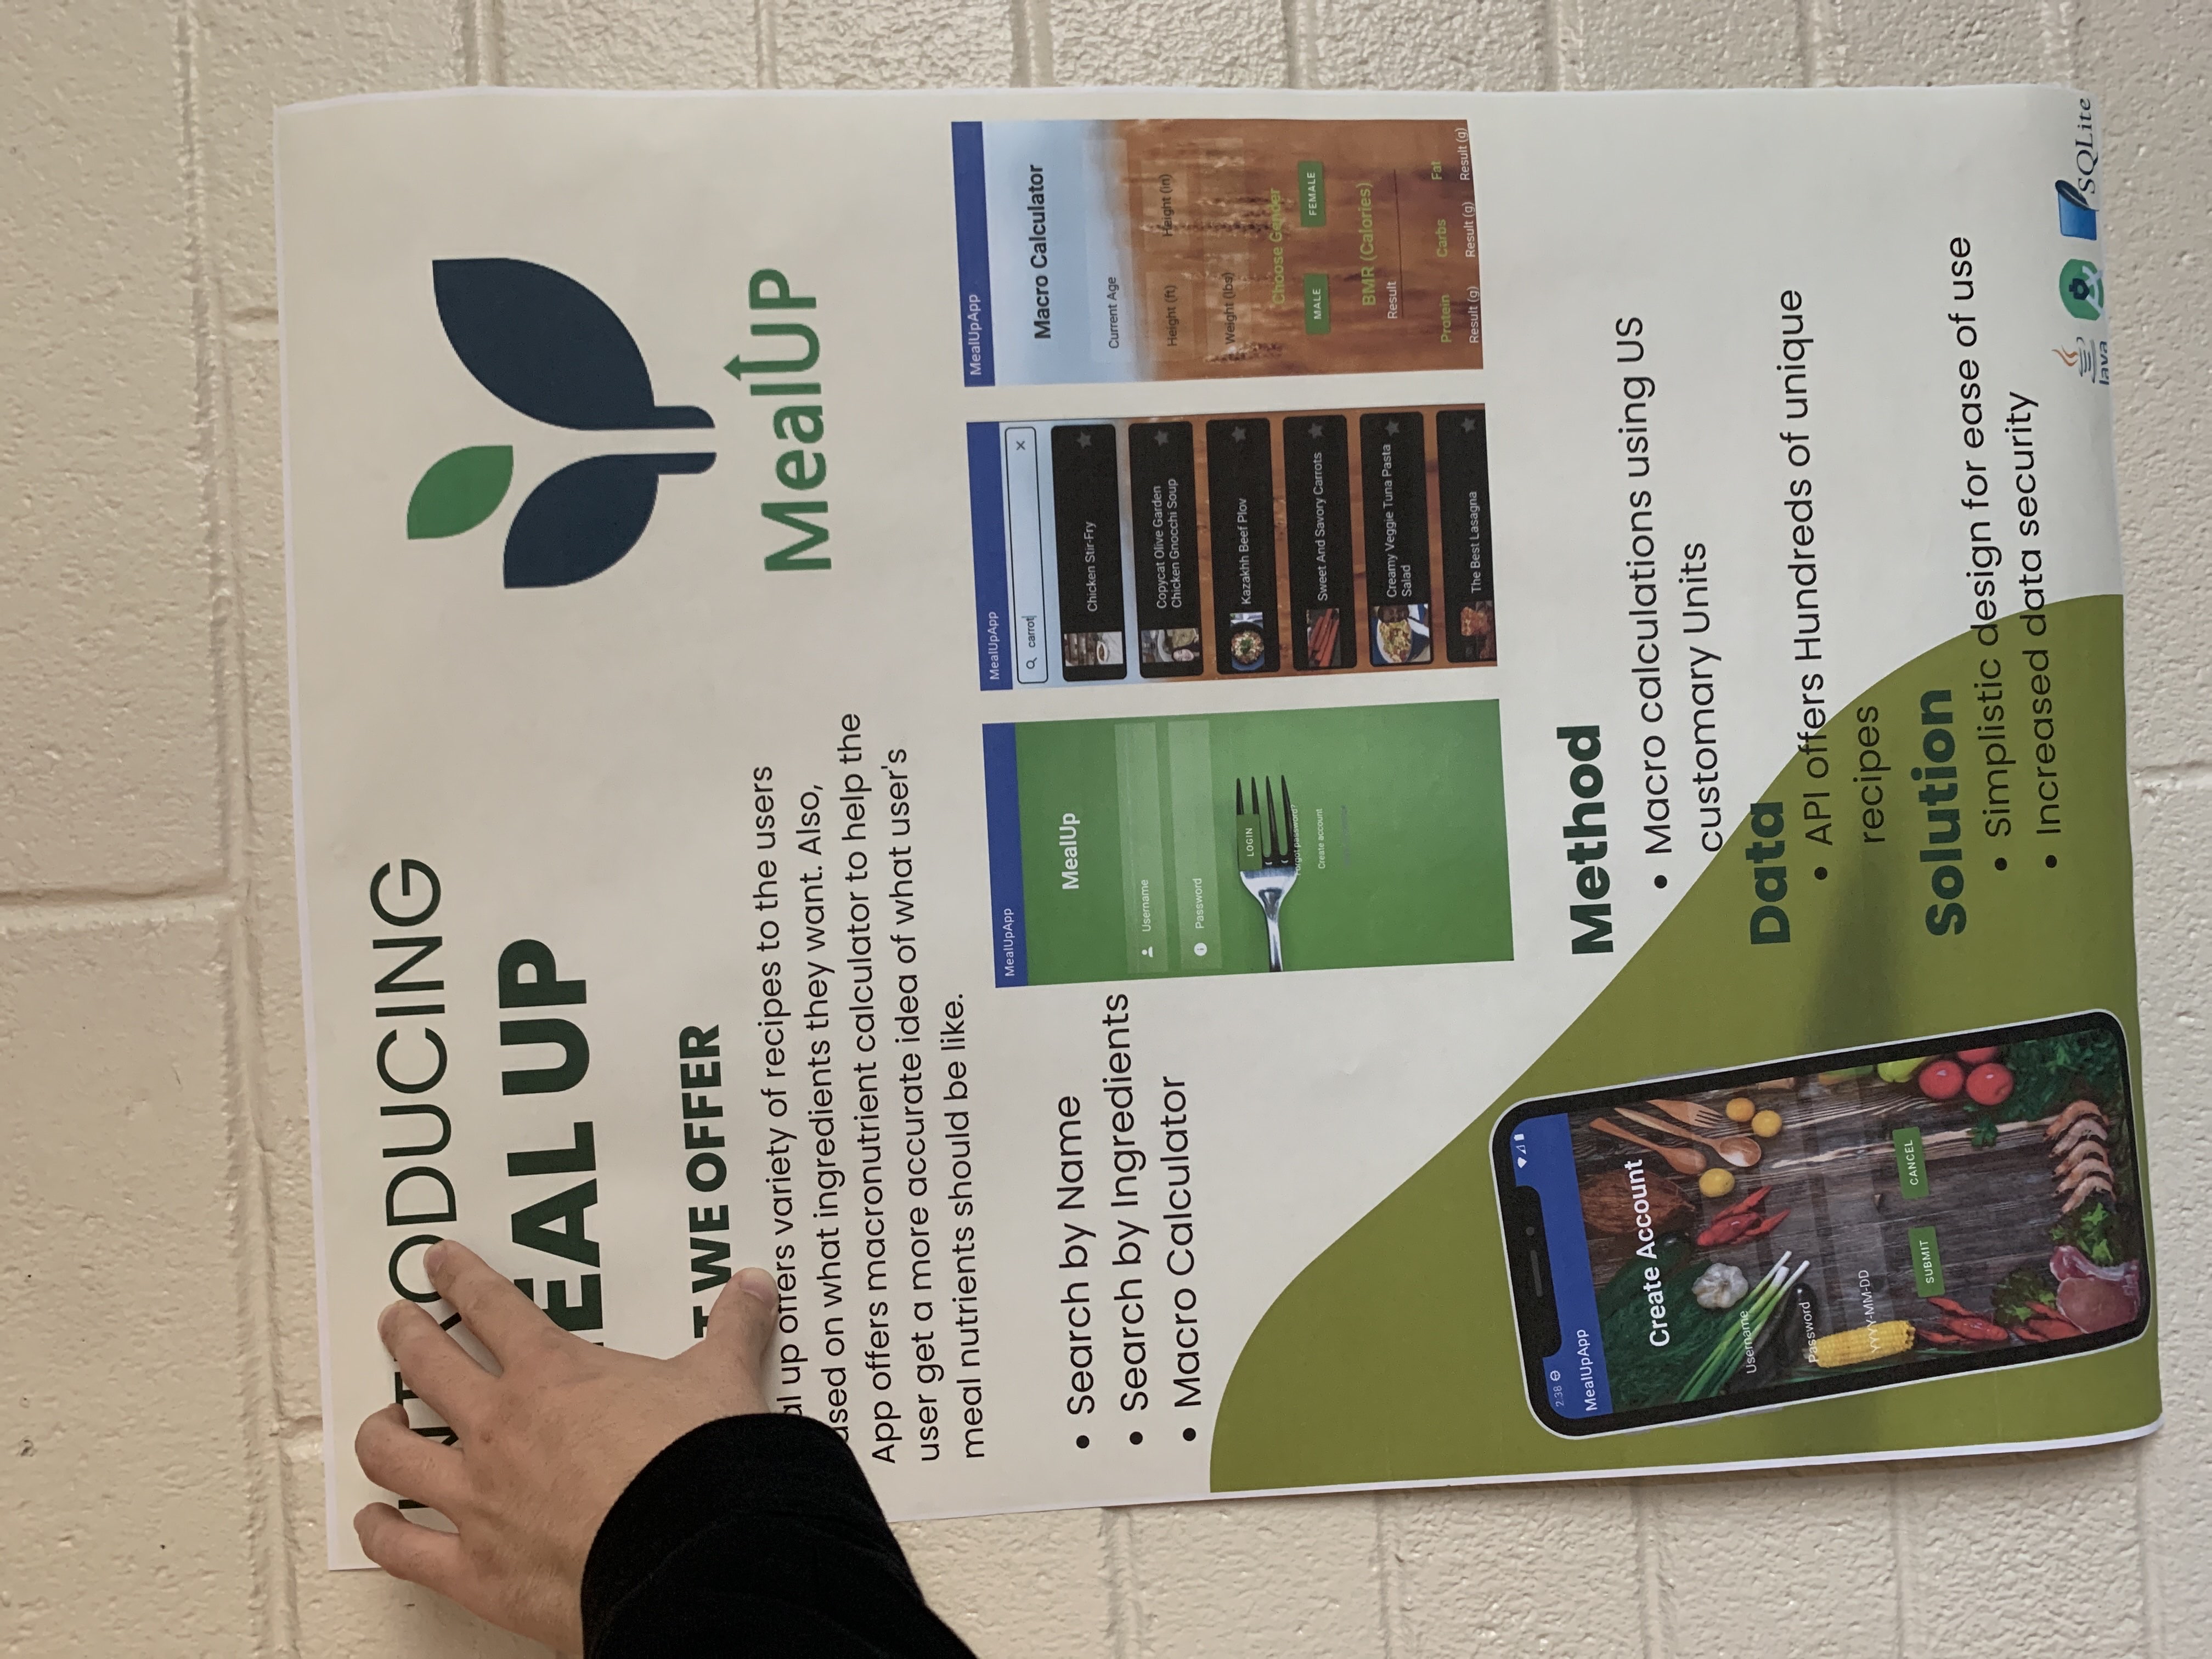 INTRODUCING
EAL UP
T WE OFFER
al up offers variety of recipes to the users
ased on what ingredients they want. Also,
App offers macronutrient calculator to help the
user get a more accurate idea of what user's
meal nutrients should be like.
MealUP
• Search by Name
• Search by Ingredients
• Macro Calculator
MealUpApp
MealUp
Username
Password
LOGIN
Forgot password?
Create account
MealUpApp
carrot
Chicken Stir-Fry
Copycat Olive Garden
Chicken Gnocchi Soup
Kazakhh Beef Plov
Sweet And Savory Carrots
Creamy Veggie Tuna Pasta
Salad
The Best Lasagna
MealUpApp
Macro Calculator
Current Age
Height (ft) Height (in)
Weight (lbs)
Choose Gender
MALE FEMALE
BMR (Calories)
Result
Protein Carbs Fat
Result (g) Result (g) Result (g)
2:38
MealUpApp
Create Account
Username
Password
YYYY-MM-DD
SUBMIT CANCEL
Method
• Macro calculations using US
customary Units
Data
• API offers Hundreds of unique
recipes
Solution
• Simplistic design for ease of use
• Increased data security
Java
SQLite